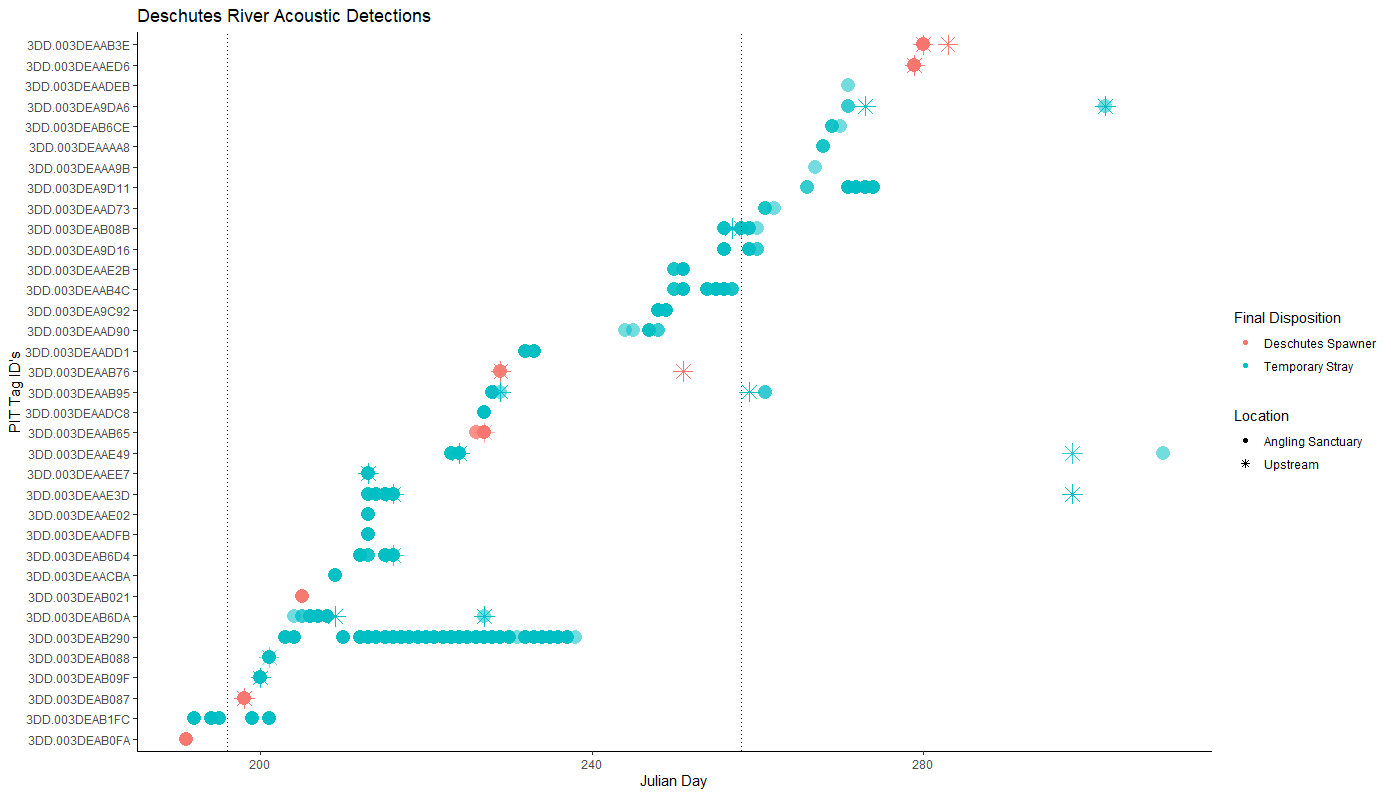 Deschutes River Acoustic Detections
PIT Tag ID's
3DD.003DEAAB3E
3DD.003DEAAED6
3DD.003DEAADEB
3DD.003DEA9DA6
3DD.003DEAB6CE
3DD.003DEAAAA8
3DD.003DEAAA9B
3DD.003DEA9D11
3DD.003DEAAD73
3DD.003DEAB08B
3DD.003DEA9D16
3DD.003DEAAE2B
3DD.003DEAAB4C
3DD.003DEA9C92
3DD.003DEAAD90
3DD.003DEAADD1
3DD.003DEAAB76
3DD.003DEAAB95
3DD.003DEAADC8
3DD.003DEAAB65
3DD.003DEAAE49
3DD.003DEAAEE7
3DD.003DEAAE3D
3DD.003DEAAE02
3DD.003DEAADFB
3DD.003DEAB6D4
3DD.003DEAACBA
3DD.003DEAB021
3DD.003DEAB6DA
3DD.003DEAB290
3DD.003DEAB088
3DD.003DEAB09F
3DD.003DEAB087
3DD.003DEAB1FC
3DD.003DEAB0FA
200
240
280
Julian Day
Final Disposition
Deschutes Spawner
Temporary Stray
Location
Angling Sanctuary
Upstream